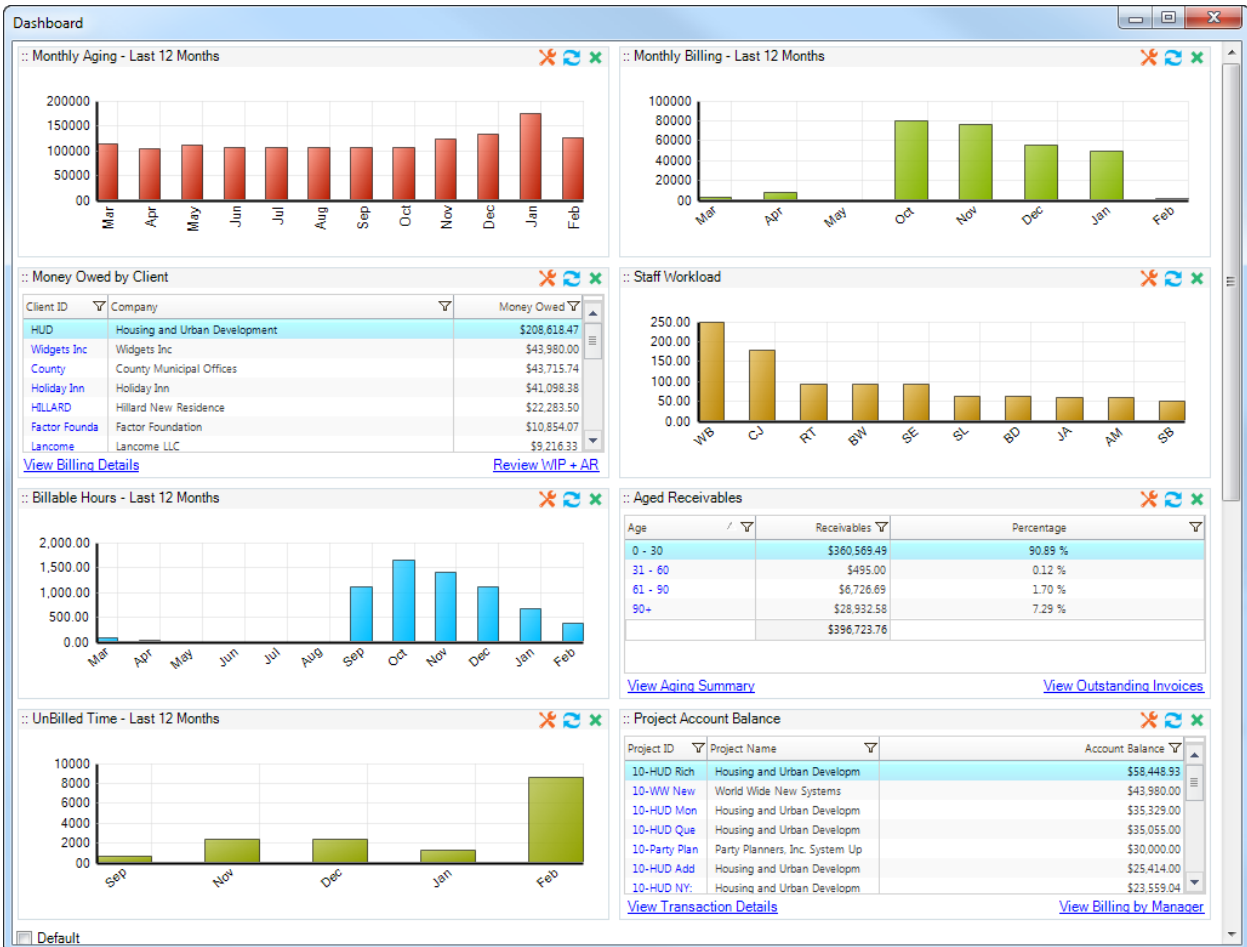 Dashboard
:: Monthly Aging - Last 12 Months
200000
150000
100000
50000
00
Mar Apr May Jun Jul Aug Sep Oct Nov Dec Jan Feb
:: Monthly Billing - Last 12 Months
100000
80000
60000
40000
20000
00
Mar Apr May Oct Nov Dec Jan Feb
:: Money Owed by Client
Client ID Company Money Owed
HUD Housing and Urban Development $208,618.47
Widgets Inc Widgets Inc $43,980.00
County County Municipal Offices $43,715.74
Holiday Inn Holiday Inn $41,098.38
HILLARD Hillard New Residence $22,283.50
Factor Founda Factor Foundation $10,854.07
Lancome Lancome LLC $9,216.33
View Billing Details Review WIP + AR
:: Staff Workload
250.00
200.00
150.00
100.00
50.00
0.00
WB CJ RT BW SE SL BD JA AM SB
:: Billable Hours - Last 12 Months
2,000.00
1,500.00
1,000.00
500.00
0.00
Mar Apr May Jun Jul Aug Sep Oct Nov Dec Jan Feb
:: Aged Receivables
Age Receivables Percentage
0 - 30 $360,569.49 90.89 %
31 - 60 $495.00 0.12 %
61 - 90 $6,726.69 1.70 %
90+ $28,932.58 7.29 %
$396,723.76
View Aging Summary View Outstanding Invoices
:: UnBilled Time - Last 12 Months
10000
8000
6000
4000
2000
00
Sep Nov Dec Jan Feb
:: Project Account Balance
Project ID Project Name Account Balance
10-HUD Rich Housing and Urban Developm $58,448.93
10-WW New World Wide New Systems $43,980.00
10-HUD Mon Housing and Urban Developm $35,329.00
10-HUD Que Housing and Urban Developm $35,055.00
10-Party Plan Party Planners, Inc. System Up $30,000.00
10-HUD Add Housing and Urban Developm $25,414.00
10-HUD NY: Housing and Urban Developm $23,559.04
View Transaction Details View Billing by Manager
Default